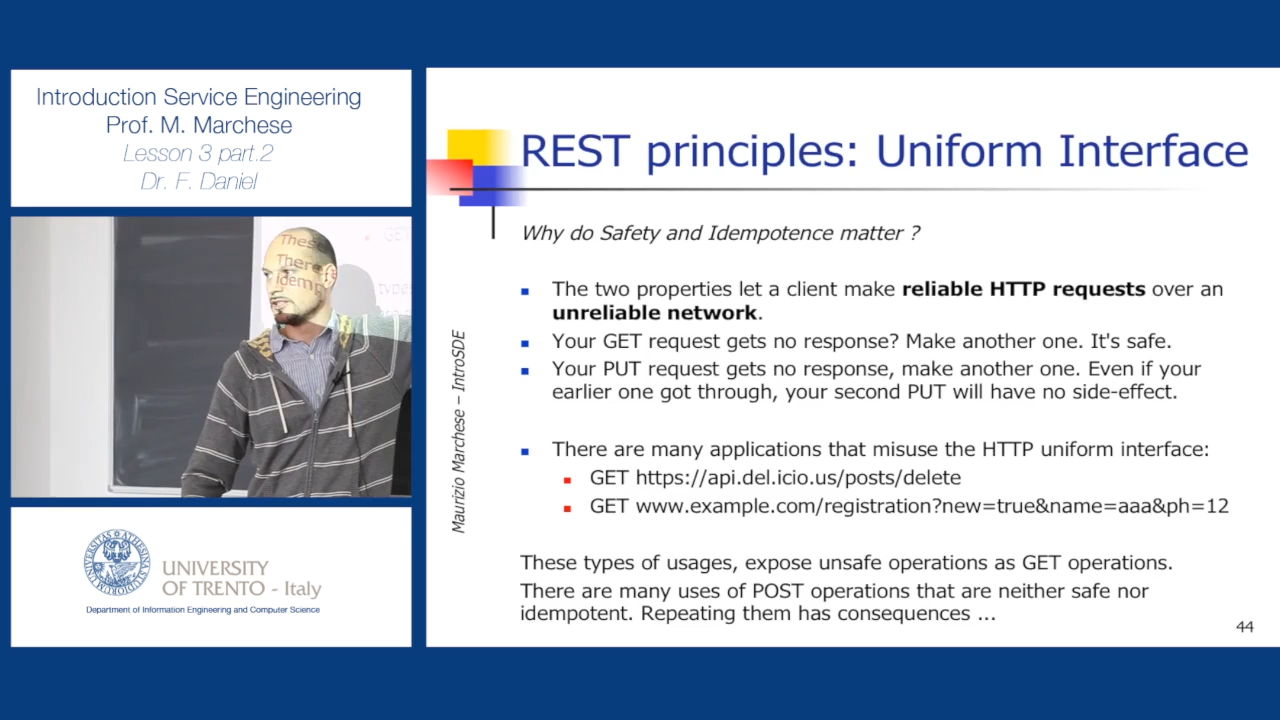 Introduction Service Engineering
Prof. M. Marchese
Lesson 3 part.2
Dr. F. Daniel
These
There
idemp
GET
type
UNIVERSITY
OF TRENTO - Italy
Department of Information Engineering and Computer Science
REST principles: Uniform Interface
Why do Safety and Idempotence matter ?
The two properties let a client make reliable HTTP requests over an
unreliable network.
Your GET request gets no response? Make another one. It's safe.
Your PUT request gets no response, make another one. Even if your
earlier one got through, your second PUT will have no side-effect.
There are many applications that misuse the HTTP uniform interface:
GET https://api.del.icio.us/posts/delete
GET www.example.com/registration?new=true&name=aaa&ph=12
These types of usages, expose unsafe operations as GET operations.
There are many uses of POST operations that are neither safe nor
idempotent. Repeating them has consequences ...
Maurizio Marchese – IntroSDE
44